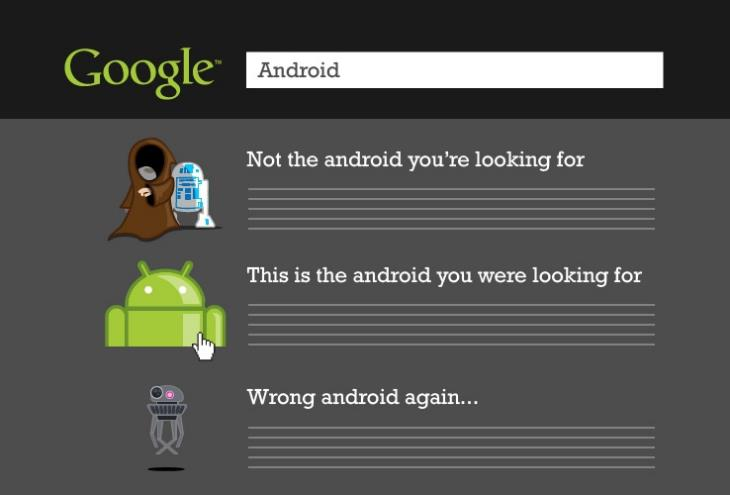 Google™
Android
Not the android you're looking for
This is the android you were looking for
Wrong android again...